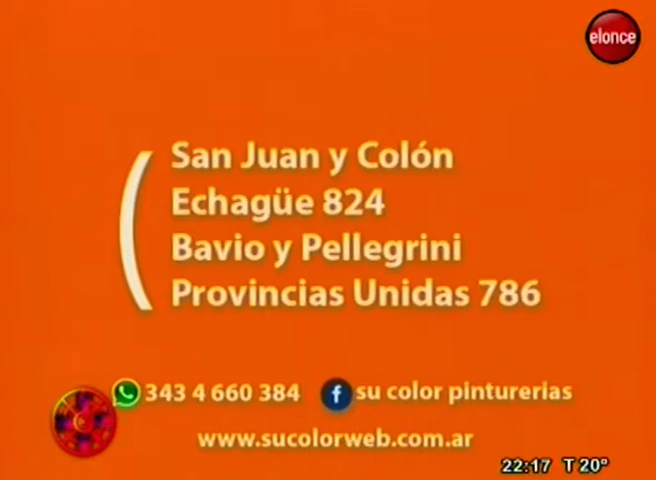 elonce
San Juan y Colón
Echagüe 824
Bavio y Pellegrini
Provincias Unidas 786
343 4 660 384 f su color pinturerias
www.sucolorweb.com.ar
22:17 T 20°